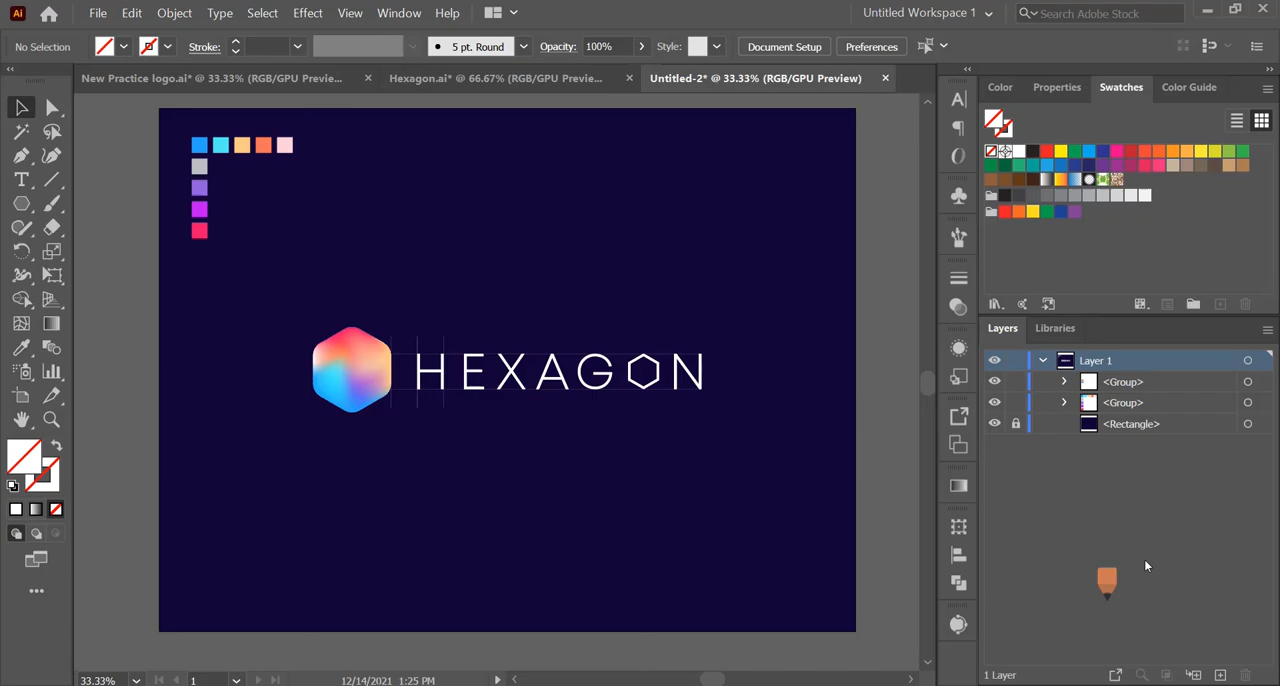 Ai File Edit Object Type Select Effect View Window Help Untitled Workspace 1 Search Adobe Stock
No Selection Stroke: 5 pt. Round Opacity: 100% Style: Document Setup Preferences
New Practice logo.ai* @ 33.33% (RGB/GPU Previe... Hexagon.ai* @ 66.67% (RGB/GPU Previe... Untitled-2* @ 33.33% (RGB/GPU Preview)
Color Properties Swatches Color Guide
HEXAGON
Layers Libraries
Layer 1
<Group>
<Group>
<Rectangle>
1 Layer
33.33% 1 12/14/2021 1:25 PM